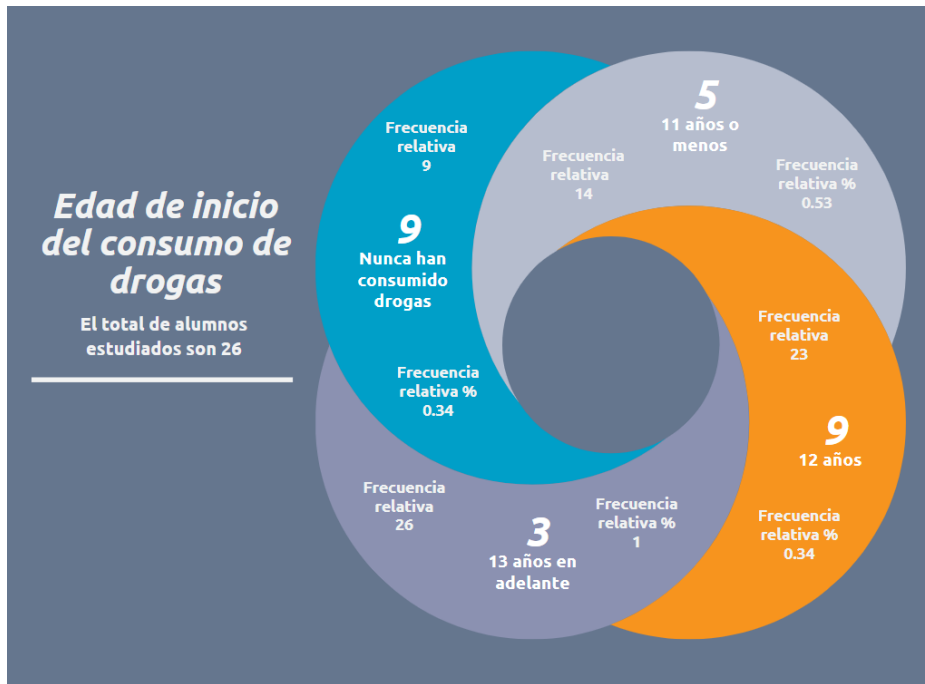 Edad de inicio
del consumo de
drogas
El total de alumnos
estudiados son 26
Frecuencia
relativa
9
9
Nunca han
consumido
drogas
Frecuencia
relativa %
0.34
5
11 años o
menos
Frecuencia
relativa
14
Frecuencia
relativa %
0.53
Frecuencia
relativa
23
9
12 años
Frecuencia
relativa %
0.34
Frecuencia
relativa
26
3
13 años en
adelante
Frecuencia
relativa %
1